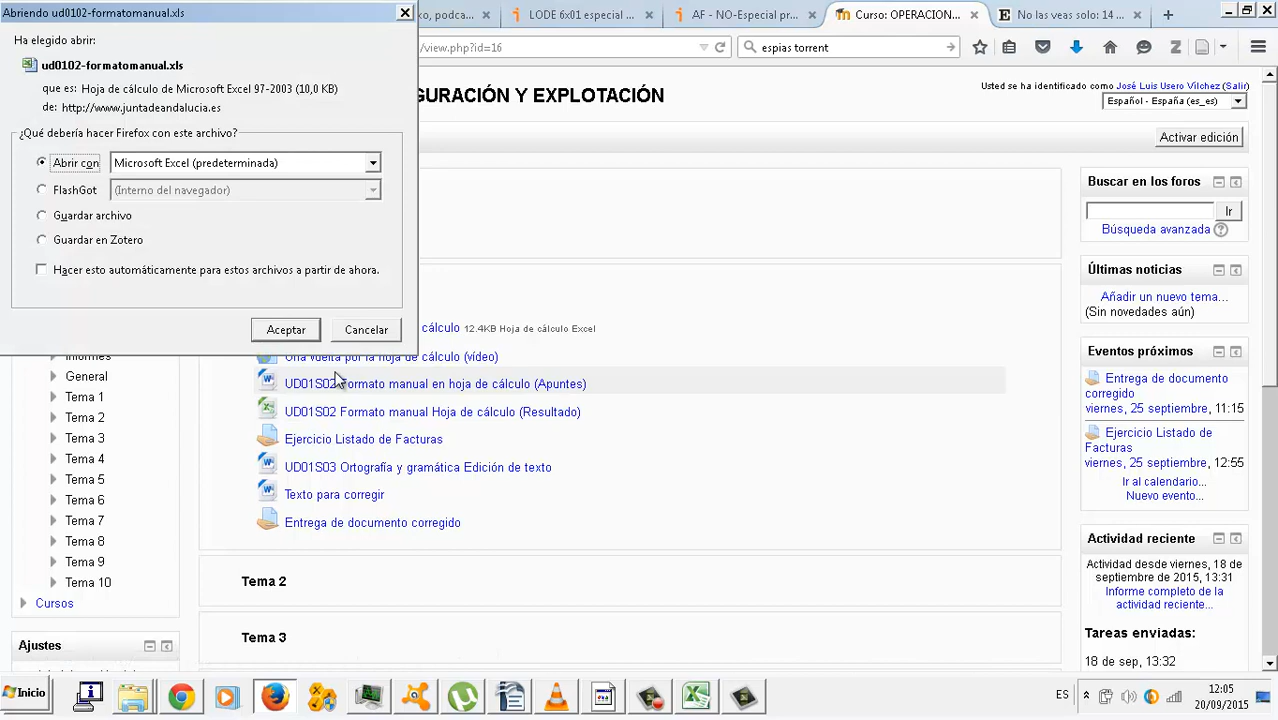 Abriendo ud0102-formatomanual.xls
Ha elegido abrir:
ud0102-formatomanual.xls
que es: Hoja de cálculo de Microsoft Excel 97-2003 (10,0 KB)
de: http://www.juntadeandalucia.es
¿Qué debería hacer Firefox con este archivo?
Abrir con
Microsoft Excel (predeterminada)
FlashGot
(Interno del navegador)
Guardar archivo
Guardar en Zotero
Hacer esto automáticamente para estos archivos a partir de ahora.
Aceptar
Cancelar
xo, podca...
LODE 6x01 especial ...
AF - NO-Especial pr...
Curso: OPERACION...
No las veas solo: 14 ...
/view.php?id=16
espias torrent
GURACIÓN Y EXPLOTACIÓN
Usted se ha identificado como José Luis Usero Vílchez (Salir)
Español - España (es_es)
Activar edición
cálculo 12.4KB Hoja de cálculo Excel
Una vuelta por la hoja de cálculo (vídeo)
UD01S02 Formato manual en hoja de cálculo (Apuntes)
UD01S02 Formato manual Hoja de cálculo (Resultado)
Ejercicio Listado de Facturas
UD01S03 Ortografía y gramática Edición de texto
Texto para corregir
Entrega de documento corregido
Tema 2
Tema 3
Informes
General
Tema 1
Tema 2
Tema 3
Tema 4
Tema 5
Tema 6
Tema 7
Tema 8
Tema 9
Tema 10
Cursos
Ajustes
Buscar en los foros
Ir
Búsqueda avanzada
Últimas noticias
Añadir un nuevo tema...
(Sin novedades aún)
Eventos próximos
Entrega de documento
corregido
viernes, 25 septiembre, 11:15
Ejercicio Listado de
Facturas
viernes, 25 septiembre, 12:55
Ir al calendario...
Nuevo evento...
Actividad reciente
Actividad desde viernes, 18 de
septiembre de 2015, 13:31
Informe completo de la
actividad reciente...
Tareas enviadas:
18 de sep, 13:32
Inicio
ES
12:05
20/09/2015